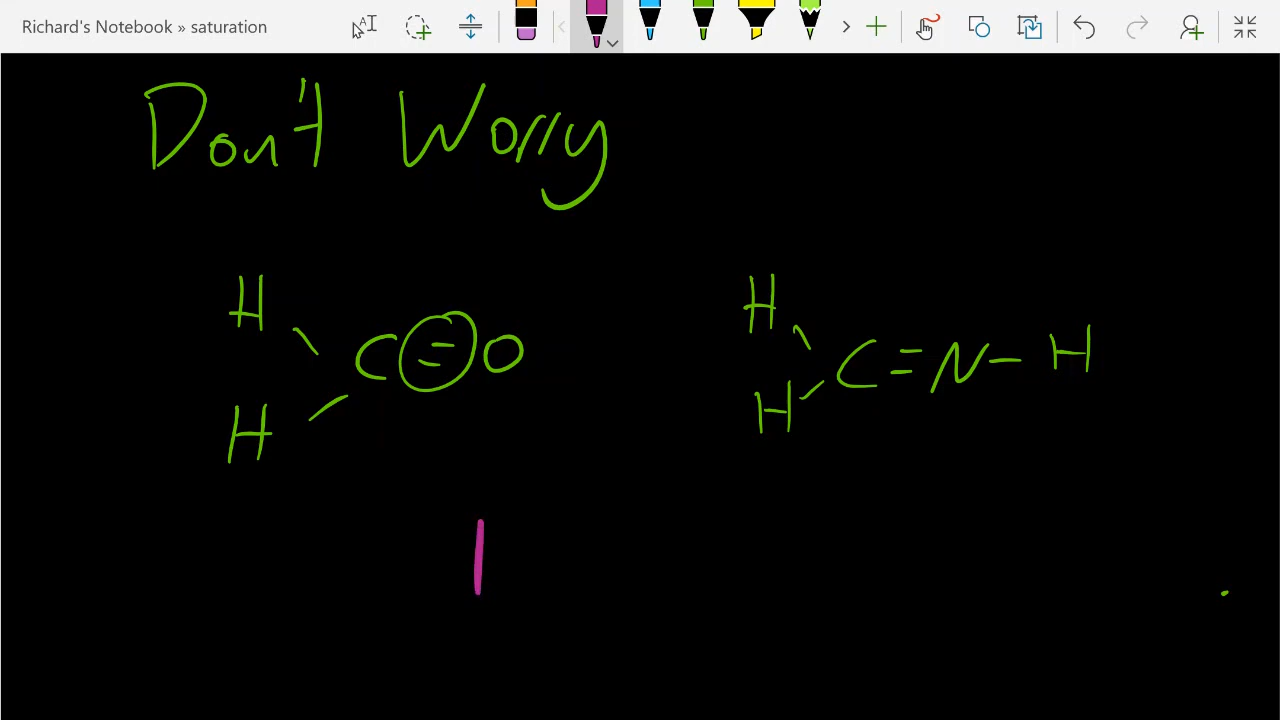 Richard's Notebook » saturation
Don't Worry
H
H
C=O
H
H
C=N-H